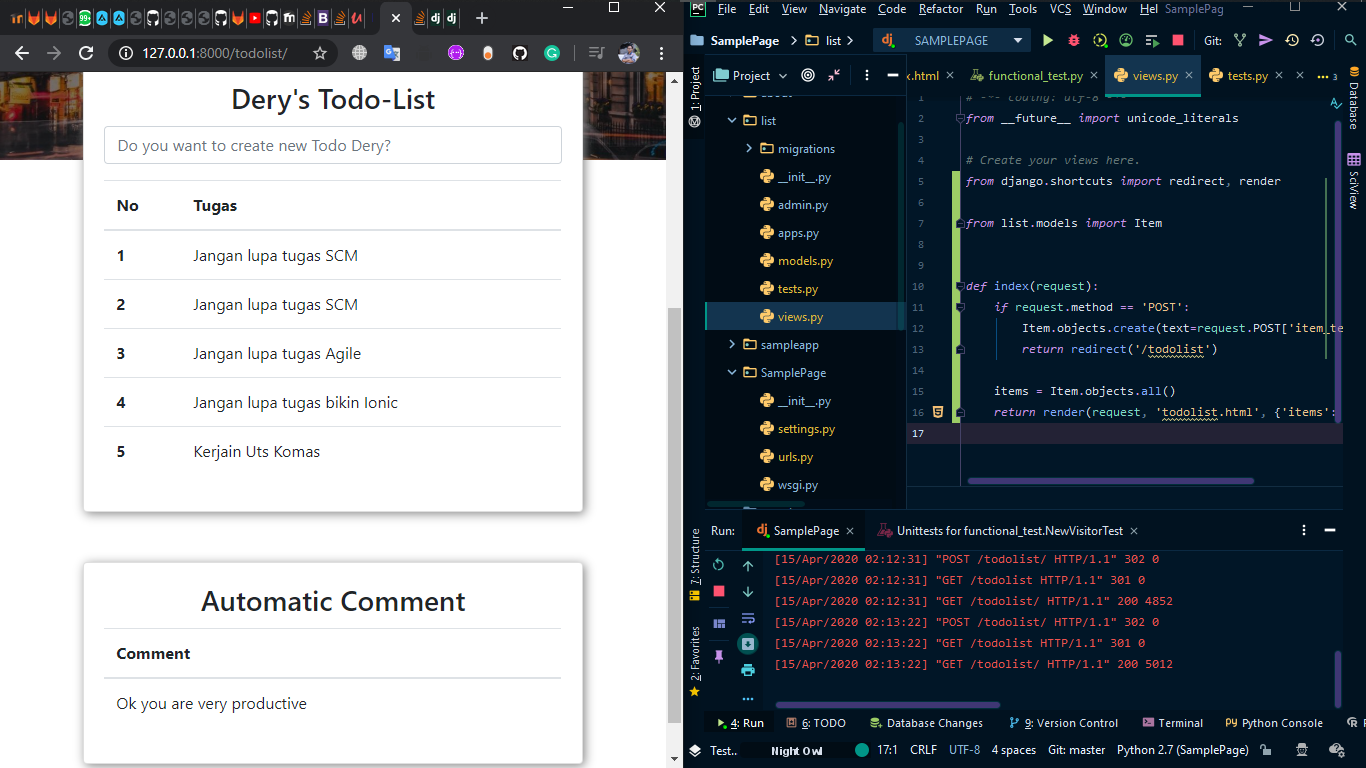 127.0.0.1:8000/todolist/
Dery's Todo-List
Do you want to create new Todo Dery?
No Tugas
1 Jangan lupa tugas SCM
2 Jangan lupa tugas SCM
3 Jangan lupa tugas Agile
4 Jangan lupa tugas bikin Ionic
5 Kerjain Uts Komas
Automatic Comment
Comment
Ok you are very productive
File Edit View Navigate Code Refactor Run Tools VCS Window Hel SamplePag
SamplePage list SAMPLEPAGE Git:
Project
.html functional_test.py views.py tests.py 3
1: Project
7: Structure
2: Favorites
Database
SciView
list
migrations
__init__.py
admin.py
apps.py
models.py
tests.py
views.py
sampleapp
SamplePage
__init__.py
settings.py
urls.py
wsgi.py
1
2 from __future__ import unicode_literals
3
4 # Create your views here.
5 from django.shortcuts import redirect, render
6
7 from list.models import Item
8
9
10 def index(request):
11 if request.method == 'POST':
12 Item.objects.create(text=request.POST['item_te
13 return redirect('/todolist')
14
15 items = Item.objects.all()
16 return render(request, 'todolist.html', {'items':
17
Run: SamplePage Unittests for functional_test.NewVisitorTest
[15/Apr/2020 02:12:31] "POST /todolist/ HTTP/1.1" 302 0
[15/Apr/2020 02:12:31] "GET /todolist HTTP/1.1" 301 0
[15/Apr/2020 02:12:31] "GET /todolist/ HTTP/1.1" 200 4852
[15/Apr/2020 02:13:22] "POST /todolist/ HTTP/1.1" 302 0
[15/Apr/2020 02:13:22] "GET /todolist HTTP/1.1" 301 0
[15/Apr/2020 02:13:22] "GET /todolist/ HTTP/1.1" 200 5012
4: Run 6: TODO Database Changes 9: Version Control Terminal Python Console
Test.. Night Owl 17:1 CRLF UTF-8 4 spaces Git: master Python 2.7 (SamplePage)